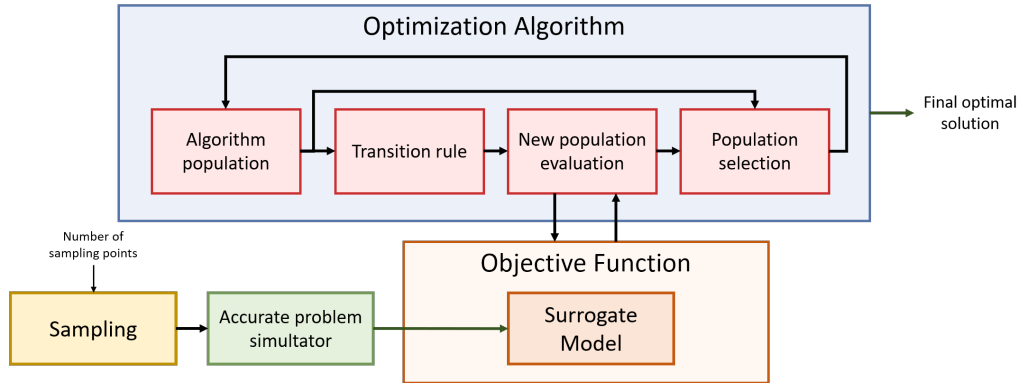 Optimization Algorithm
Algorithm
population
Transition rule
New population
evaluation
Population
selection
Final optimal
solution
Number of
sampling points
Sampling
Accurate problem
simultator
Objective Function
Surrogate
Model